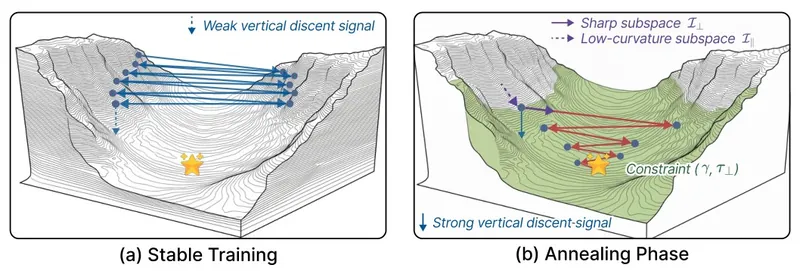 Weak vertical discent signal
(a) Stable Training
Sharp subspace 𝓘⊥
Low-curvature subspace 𝓘∥
Constraint (γ, τ⊥)
Strong vertical discent-signal
(b) Annealing Phase